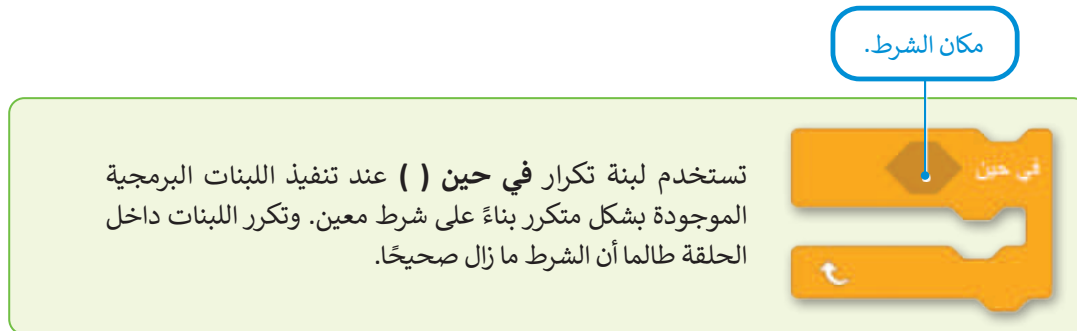 مكان الشرط.
في حين
تستخدم لبنة تكرار في حين ( ) عند تنفيذ اللبنات البرمجية
الموجودة بشكل متكرر بناءً على شرط معين. وتكرر اللبنات داخل
الحلقة طالما أن الشرط ما زال صحيحًا.